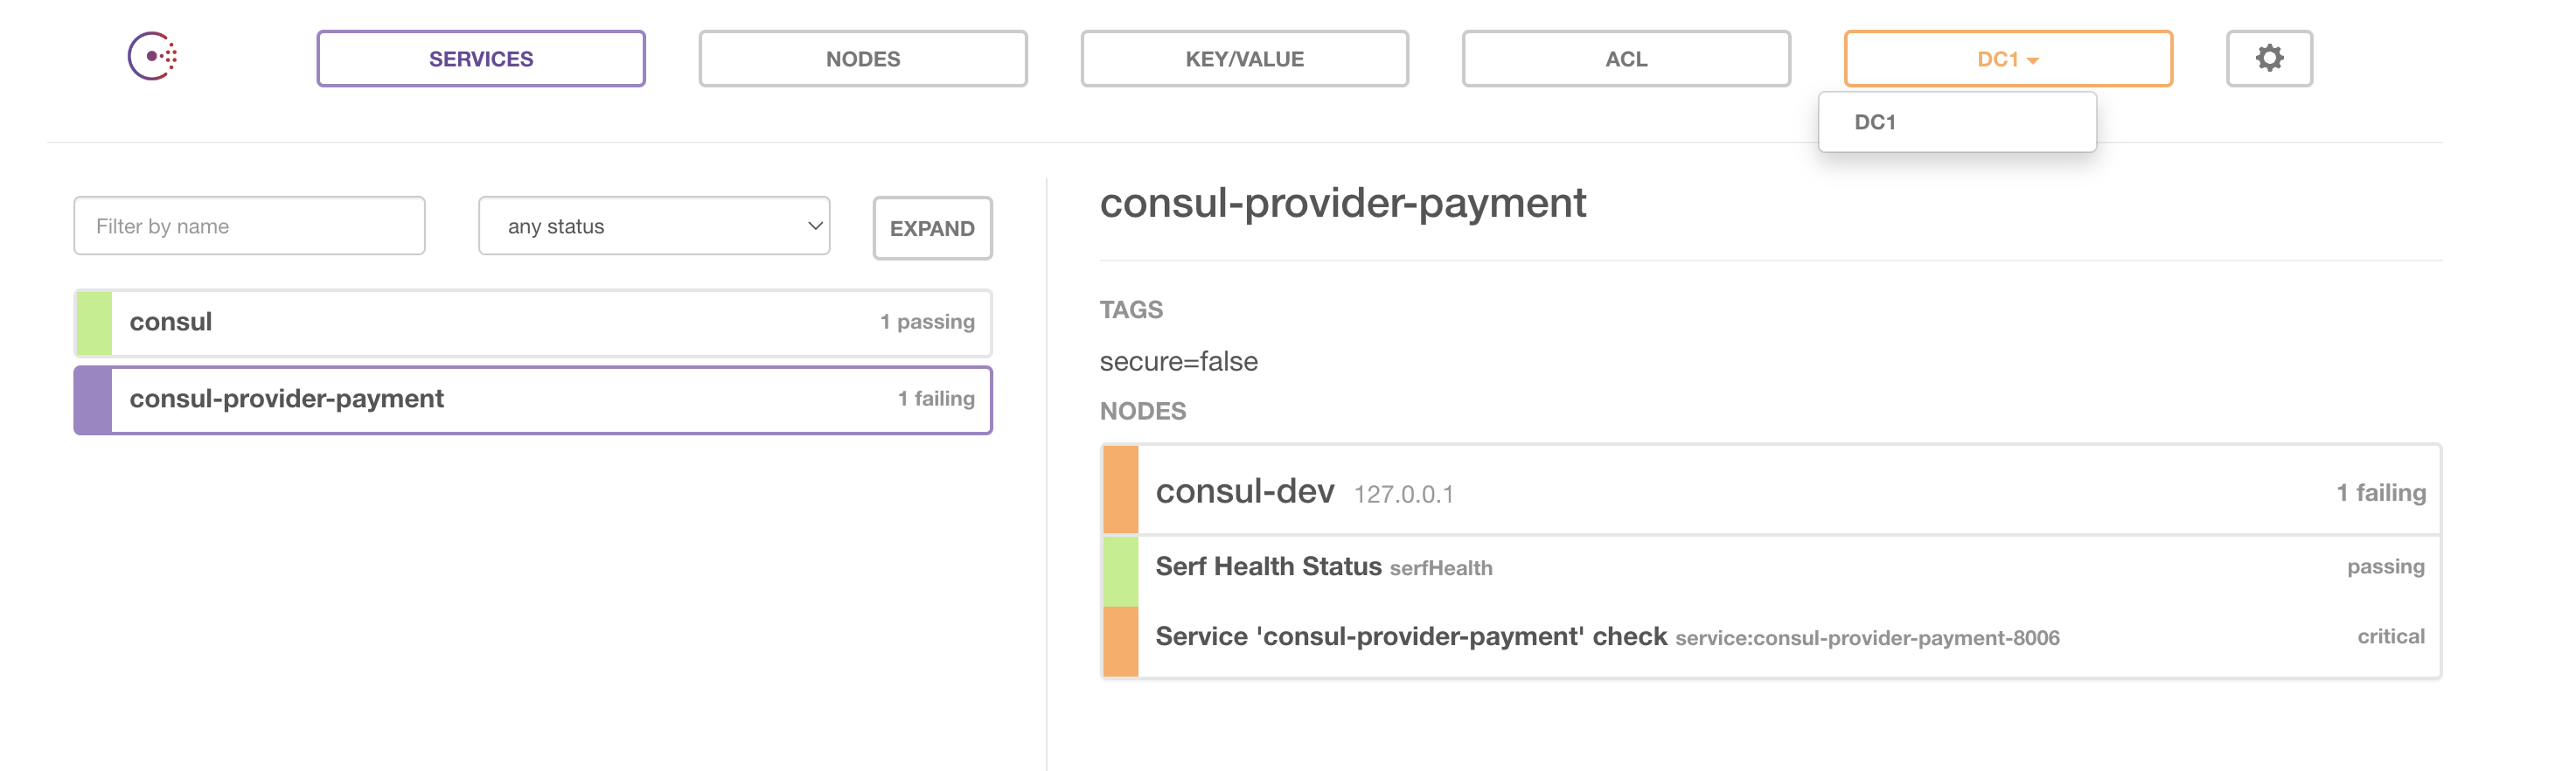 SERVICES NODES KEY/VALUE ACL DC1
DC1
Filter by name any status EXPAND
consul 1 passing
consul-provider-payment 1 failing
consul-provider-payment
TAGS
secure=false
NODES
consul-dev 127.0.0.1 1 failing
Serf Health Status serfHealth passing
Service 'consul-provider-payment' check service:consul-provider-payment-8006 critical